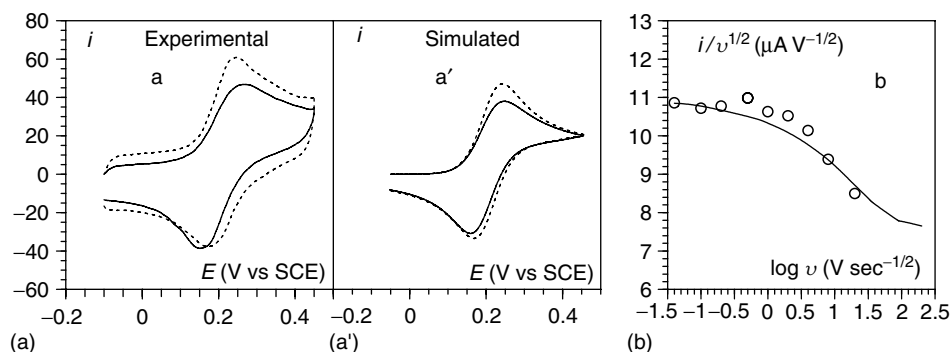 80
60
40
20
0
−20
−40
−60
i
Experimental
a
E (V vs SCE)
−0.2
0
0.2
0.4
(a)
i
Simulated
a′
E (V vs SCE)
−0.2
0
0.2
0.4
(a')
13
12
11
10
9
8
7
6
i/υ1/2 (μA V−1/2)
b
log υ (V sec−1/2)
−1.5
−1
−0.5
0
0.5
1
1.5
2
2.5
(b)